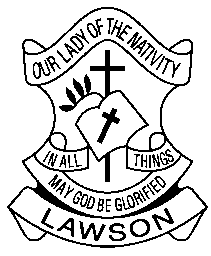 OUR LADY OF THE NATIVITY
IN ALL THINGS
MAY GOD BE GLORIFIED
LAWSON